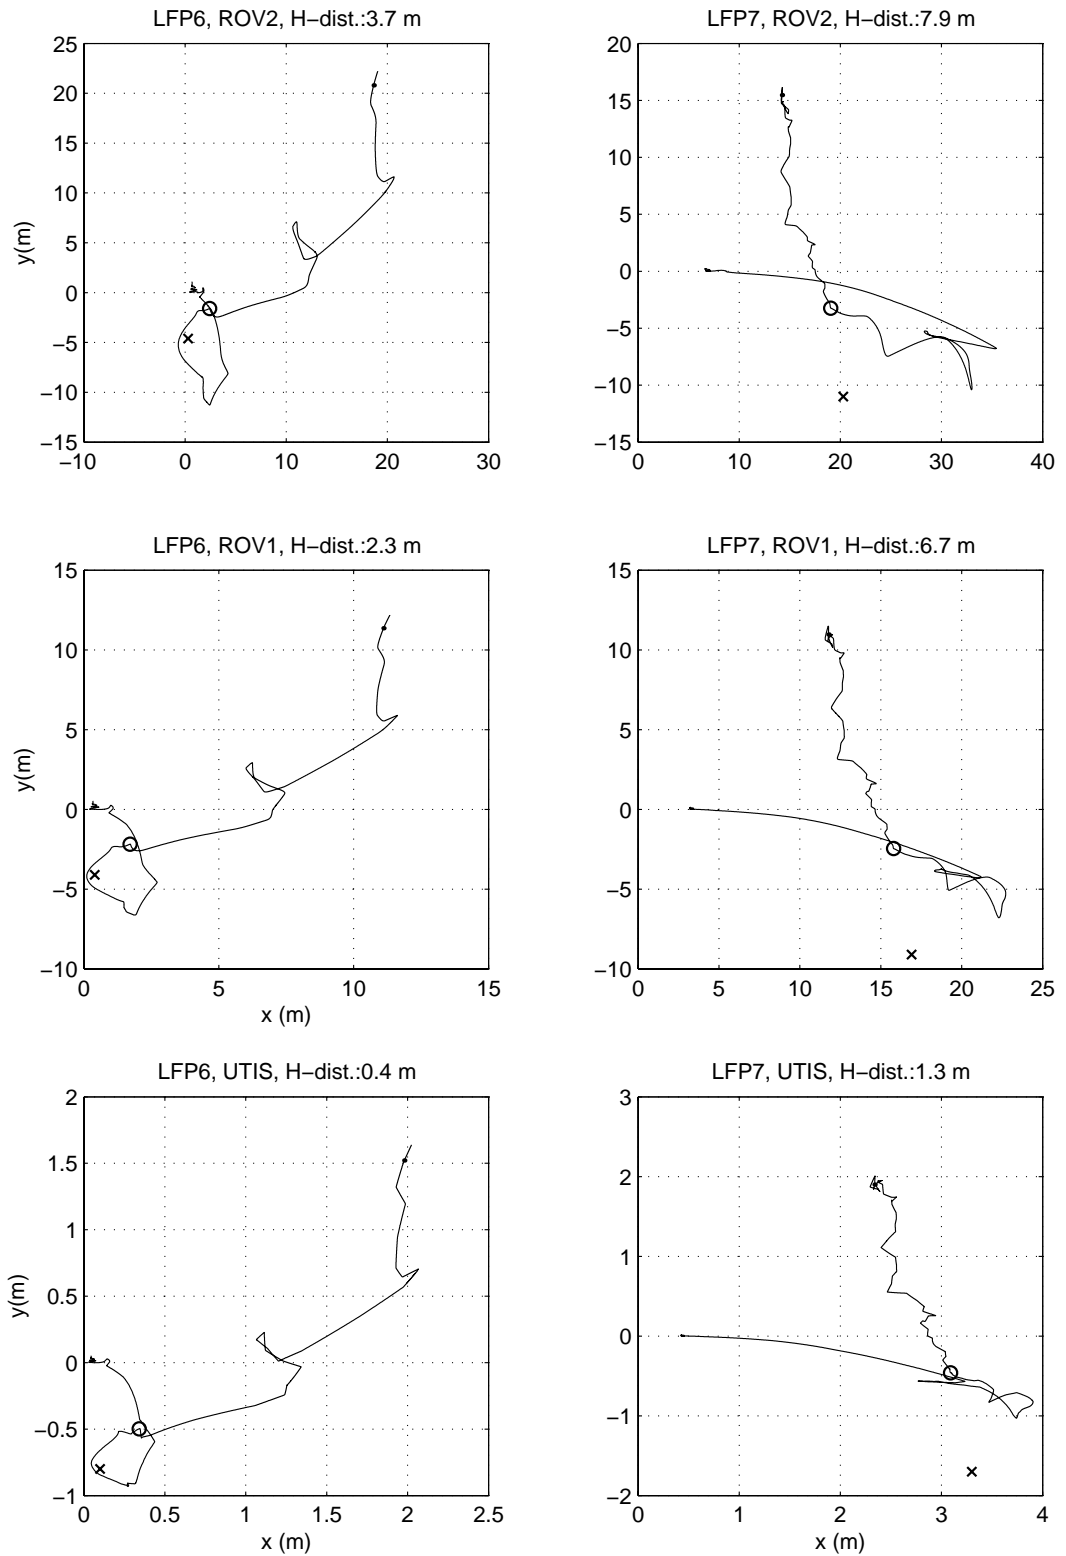 LFP6, ROV2, H−dist.:3.7 m
25
20
15
10
5
0
−5
−10
−15
y(m)
−10 0 10 20 30
LFP7, ROV2, H−dist.:7.9 m
20
15
10
5
0
−5
−10
−15
0 10 20 30 40
LFP6, ROV1, H−dist.:2.3 m
15
10
5
0
−5
−10
y(m)
0 5 10 15
x (m)
LFP7, ROV1, H−dist.:6.7 m
15
10
5
0
−5
−10
0 5 10 15 20 25
LFP6, UTIS, H−dist.:0.4 m
2
1.5
1
0.5
0
−0.5
−1
y(m)
0 0.5 1 1.5 2 2.5
x (m)
LFP7, UTIS, H−dist.:1.3 m
3
2
1
0
−1
−2
0 1 2 3 4
x (m)